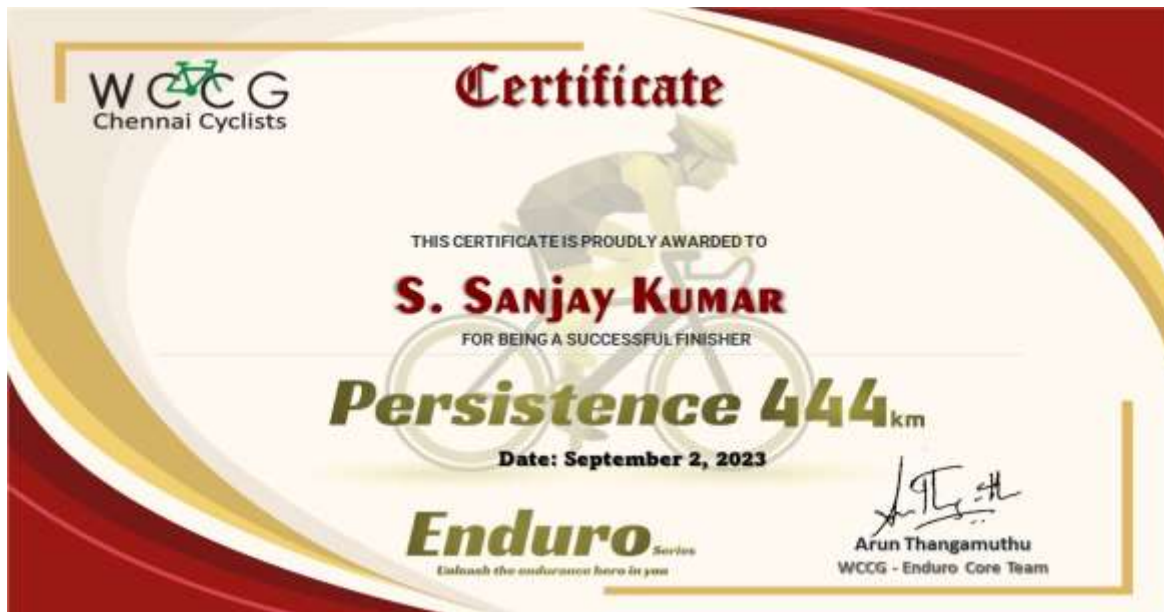 WCCG
Chennai Cyclists
Certificate
THIS CERTIFICATE IS PROUDLY AWARDED TO
S. SANJAY KUMAR
FOR BEING A SUCCESSFUL FINISHER
Persistence 444km
Date: September 2, 2023
Enduro Series
Unleash the endurance hero in you
Arun Thangamuthu
WCCG - Enduro Core Team